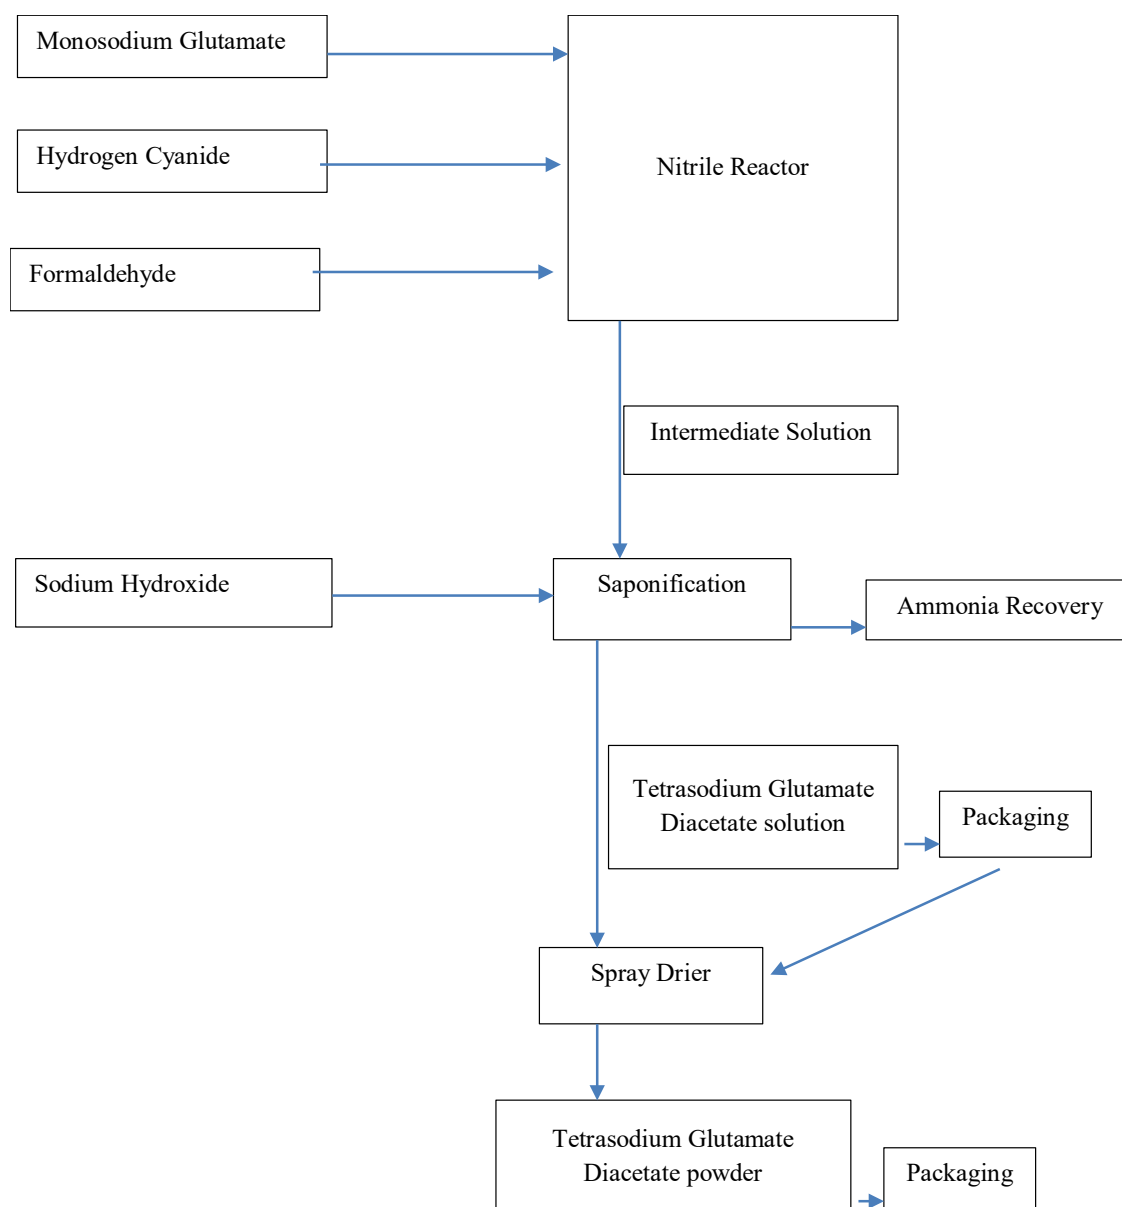 Monosodium Glutamate
Hydrogen Cyanide
Nitrile Reactor
Formaldehyde
Intermediate Solution
Sodium Hydroxide
Saponification
Ammonia Recovery
Tetrasodium Glutamate
Diacetate solution
Packaging
Spray Drier
Tetrasodium Glutamate
Diacetate powder
Packaging